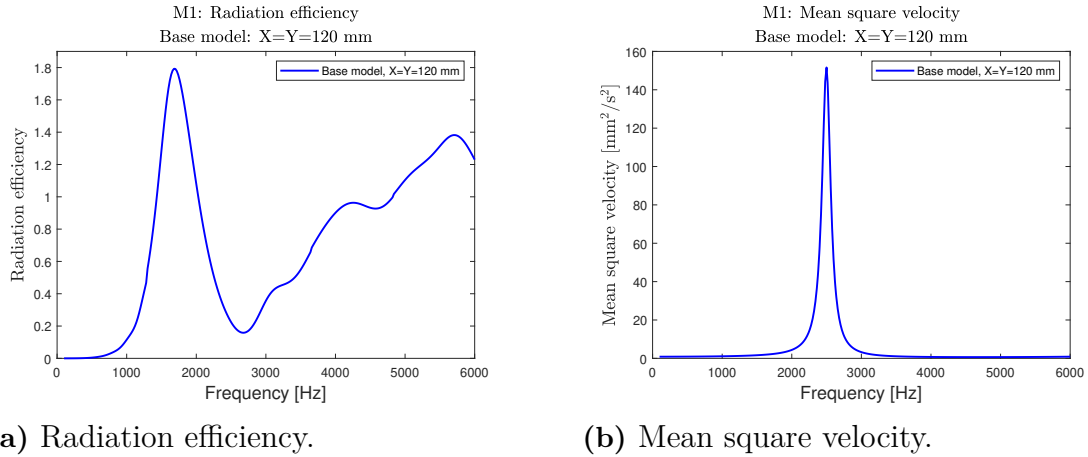 M1: Radiation efficiency
Base model: X=Y=120 mm
Base model, X=Y=120 mm
Radiation efficiency
1.8
1.6
1.4
1.2
1
0.8
0.6
0.4
0.2
0
0 1000 2000 3000 4000 5000 6000
Frequency [Hz]
a) Radiation efficiency.
M1: Mean square velocity
Base model: X=Y=120 mm
Base model, X=Y=120 mm
Mean square velocity [mm²/s²]
160
140
120
100
80
60
40
20
0
0 1000 2000 3000 4000 5000 6000
Frequency [Hz]
(b) Mean square velocity.